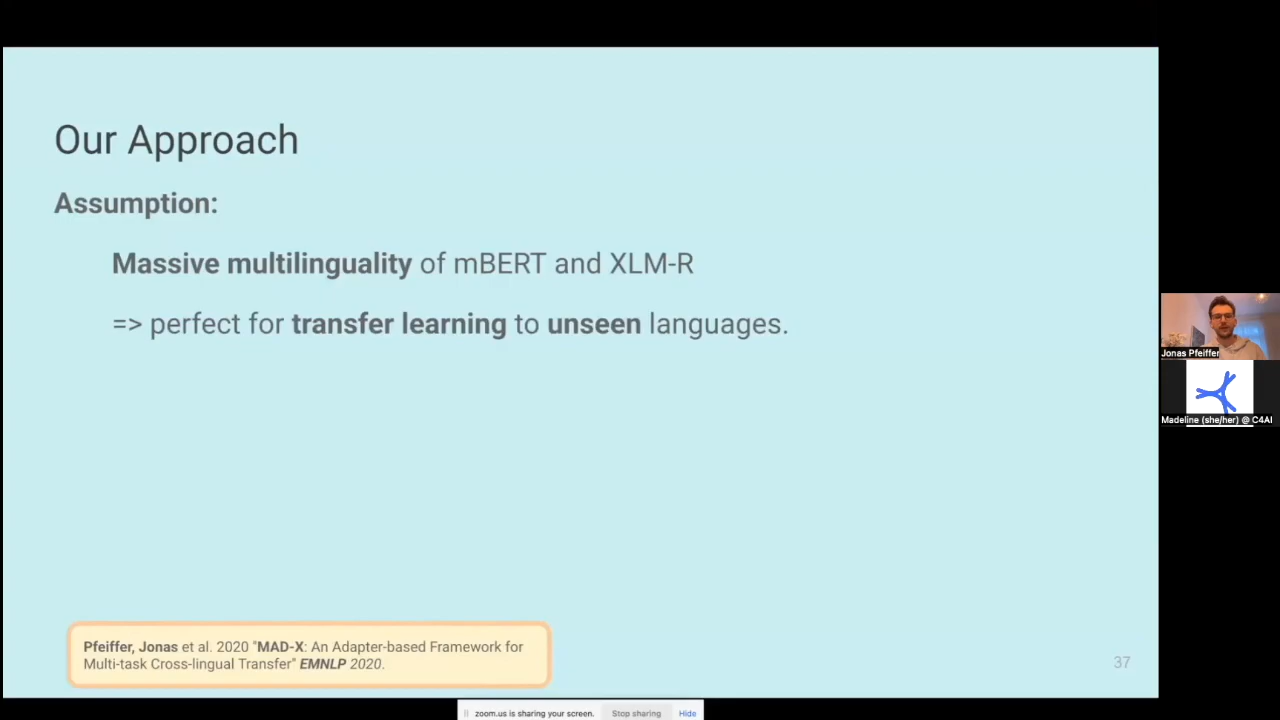 Our Approach
Assumption:
Massive multilinguality of mBERT and XLM-R
=> perfect for transfer learning to unseen languages.
Pfeiffer, Jonas et al. 2020 "MAD-X: An Adapter-based Framework for
Multi-task Cross-lingual Transfer" EMNLP 2020.
37
Jonas Pfeiffer
Madeline (she/her) @ C4AI
zoom.us is sharing your screen. Stop sharing Hide